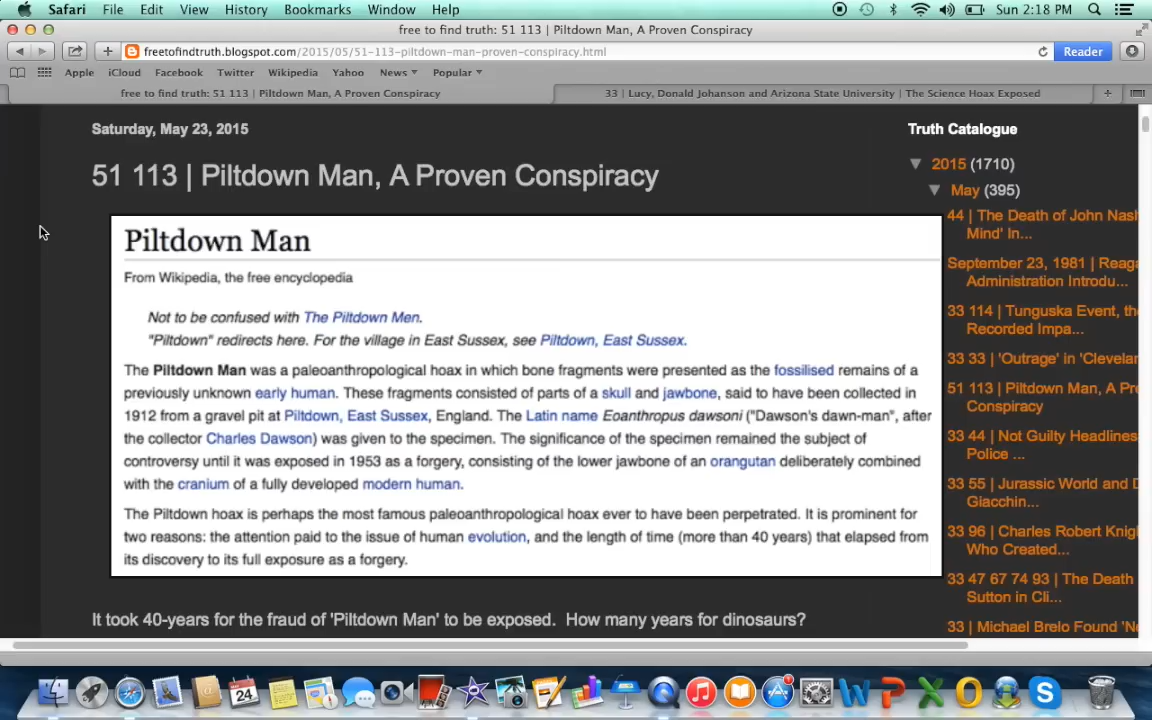 Safari File Edit View History Bookmarks Window Help Sun 2:18 PM
free to find truth: 51 113 | Piltdown Man, A Proven Conspiracy
freetofindtruth.blogspot.com/2015/05/51-113-piltdown-man-proven-conspiracy.html Reader
Apple iCloud Facebook Twitter Wikipedia Yahoo News Popular
free to find truth: 51 113 | Piltdown Man, A Proven Conspiracy 33 | Lucy, Donald Johanson and Arizona State University | The Science Hoax Exposed
Saturday, May 23, 2015
51 113 | Piltdown Man, A Proven Conspiracy
Piltdown Man
From Wikipedia, the free encyclopedia
Not to be confused with The Piltdown Men.
"Piltdown" redirects here. For the village in East Sussex, see Piltdown, East Sussex.
The Piltdown Man was a paleoanthropological hoax in which bone fragments were presented as the fossilised remains of a
previously unknown early human. These fragments consisted of parts of a skull and jawbone, said to have been collected in
1912 from a gravel pit at Piltdown, East Sussex, England. The Latin name Eoanthropus dawsoni ("Dawson's dawn-man", after
the collector Charles Dawson) was given to the specimen. The significance of the specimen remained the subject of
controversy until it was exposed in 1953 as a forgery, consisting of the lower jawbone of an orangutan deliberately combined
with the cranium of a fully developed modern human.
The Piltdown hoax is perhaps the most famous paleoanthropological hoax ever to have been perpetrated. It is prominent for
two reasons: the attention paid to the issue of human evolution, and the length of time (more than 40 years) that elapsed from
its discovery to its full exposure as a forgery.
It took 40-years for the fraud of 'Piltdown Man' to be exposed. How many years for dinosaurs?
Truth Catalogue
2015 (1710)
May (395)
44 | The Death of John Nash
Mind' In...
September 23, 1981 | Reaga
Administration Introdu...
33 114 | Tunguska Event, the
Recorded Impa...
33 33 | 'Outrage' in 'Clevelan
51 113 | Piltdown Man, A Pr
Conspiracy
33 44 | Not Guilty Headlines
Police ...
33 55 | Jurassic World and D
Giacchin...
33 96 | Charles Robert Knig
Who Created...
33 47 67 74 93 | The Death
Sutton in Cli...
33 | Michael Brelo Found 'N